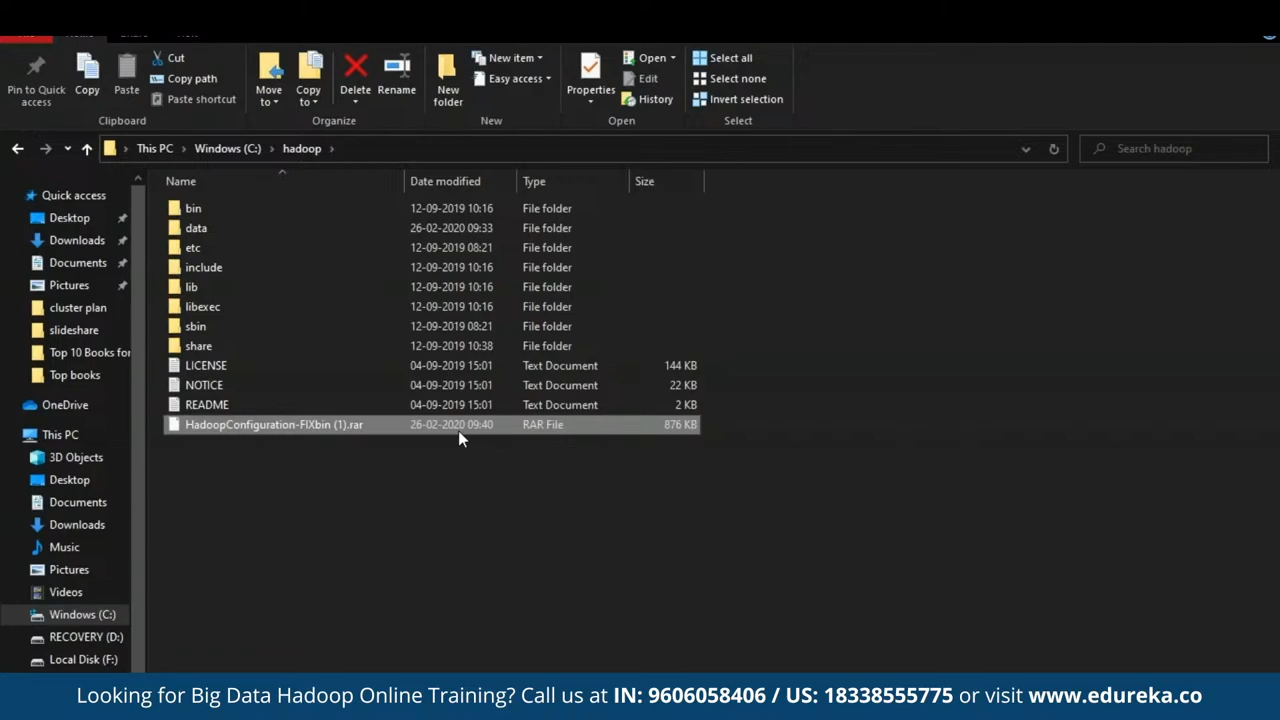 Cut
Copy path
Paste shortcut
Pin to Quick access
Copy
Paste
Clipboard
Move to
Copy to
Delete
Rename
Organize
New folder
New item
Easy access
New
Properties
Open
Edit
History
Open
Select all
Select none
Invert selection
Select
This PC > Windows (C:) > hadoop >
Search hadoop
Name Date modified Type Size
bin 12-09-2019 10:16 File folder
data 26-02-2020 09:33 File folder
etc 12-09-2019 08:21 File folder
include 12-09-2019 10:16 File folder
lib 12-09-2019 10:16 File folder
libexec 12-09-2019 10:16 File folder
sbin 12-09-2019 08:21 File folder
share 12-09-2019 10:38 File folder
LICENSE 04-09-2019 15:01 Text Document 144 KB
NOTICE 04-09-2019 15:01 Text Document 22 KB
README 04-09-2019 15:01 Text Document 2 KB
HadoopConfiguration-FIXbin (1).rar 26-02-2020 09:40 RAR File 876 KB
Quick access
Desktop
Downloads
Documents
Pictures
cluster plan
slideshare
Top 10 Books for
Top books
OneDrive
This PC
3D Objects
Desktop
Documents
Downloads
Music
Pictures
Videos
Windows (C:)
RECOVERY (D:)
Local Disk (F:)
Looking for Big Data Hadoop Online Training? Call us at IN: 9606058406 / US: 18338555775 or visit www.edureka.co